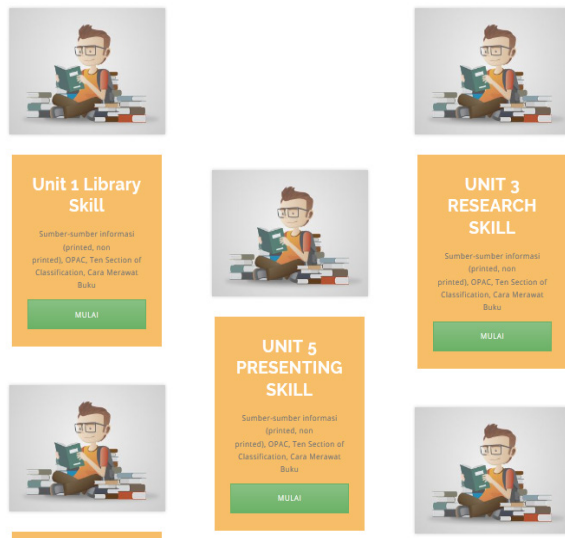 Unit 1 Library
Skill
Sumber-sumber informasi
(printed, non
printed), OPAC, Ten Section of
Classification, Cara Merawat
Buku
MULAI
UNIT 5
PRESENTING
SKILL
Sumber-sumber informasi
(printed, non
printed), OPAC, Ten Section of
Classification, Cara Merawat
Buku
MULAI
UNIT 3
RESEARCH
SKILL
Sumber-sumber informasi
(printed, non
printed), OPAC, Ten Section of
Classification, Cara Merawat
Buku
MULAI